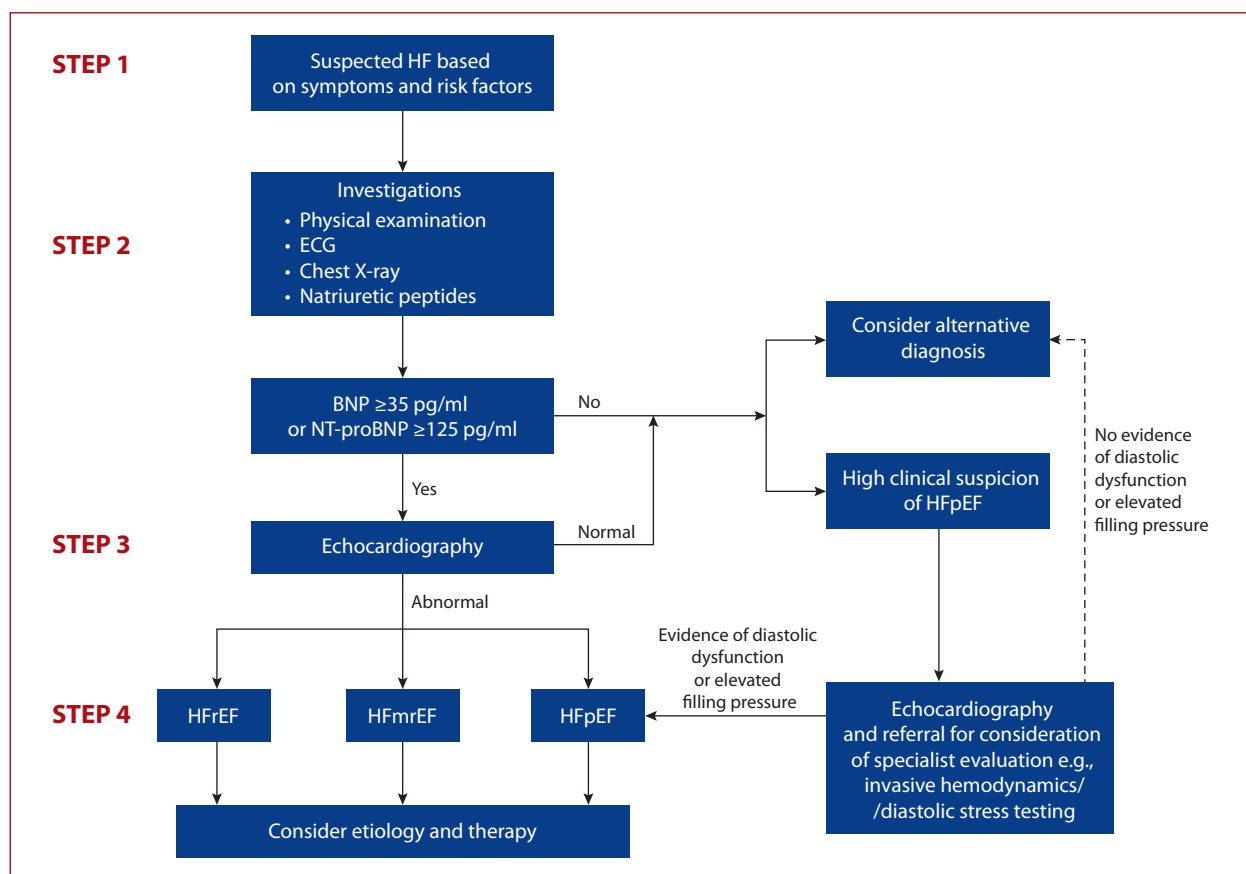 STEP 1
Suspected HF based
on symptoms and risk factors
STEP 2
Investigations
• Physical examination
• ECG
• Chest X-ray
• Natriuretic peptides
BNP ≥35 pg/ml
or NT-proBNP ≥125 pg/ml
No
Yes
Consider alternative
diagnosis
High clinical suspicion
of HFpEF
No evidence
of diastolic
dysfunction
or elevated
filling pressure
STEP 3
Echocardiography
Normal
Abnormal
Evidence of diastolic
dysfunction
or elevated
filling pressure
STEP 4
HFrEF
HFmrEF
HFpEF
Echocardiography
and referral for consideration
of specialist evaluation e.g.,
invasive hemodynamics/
/diastolic stress testing
Consider etiology and therapy